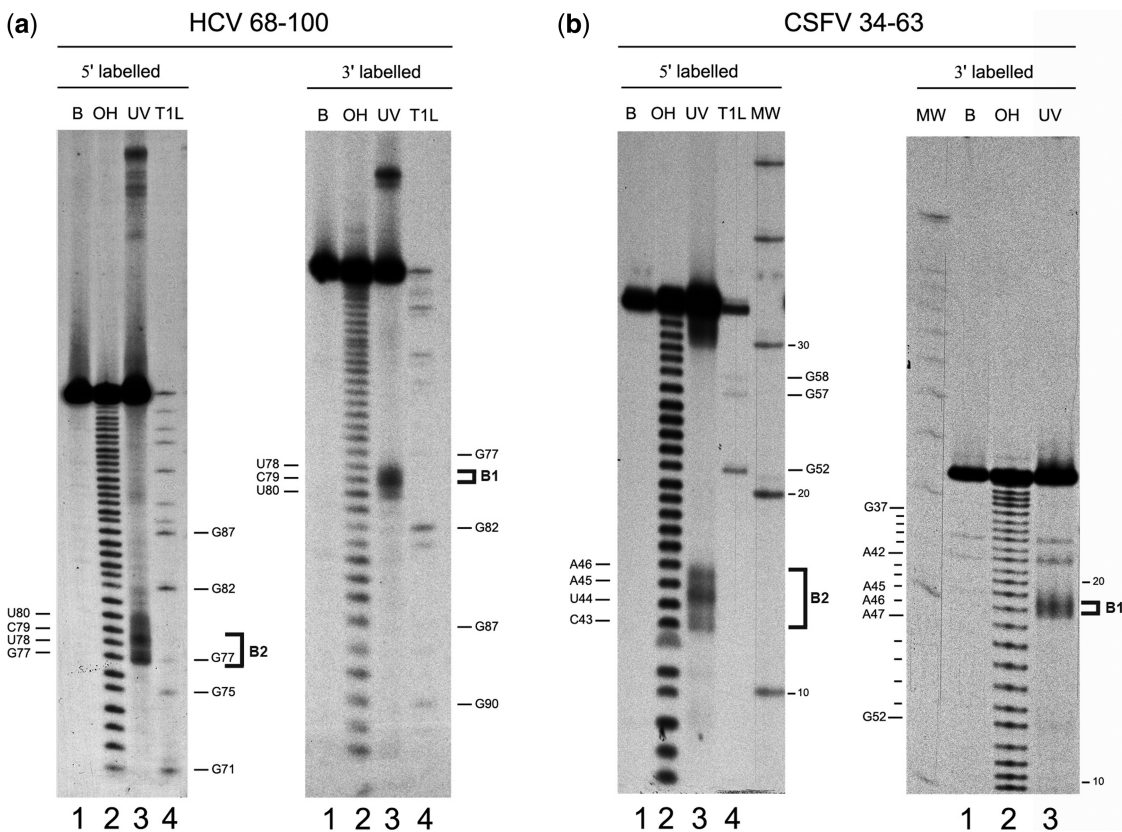 (a) HCV 68-100
5' labelled 3' labelled
B OH UV T1L B OH UV T1L
U78
C79
U80
G77
B1
G82
G87
G90
G87
G82
U80
C79
U78
G77
B2
G77
G75
G71
1 2 3 4 1 2 3 4
(b) CSFV 34-63
5' labelled 3' labelled
B OH UV T1L MW MW B OH UV
30
G58
G57
G52
20
A46
A45
U44
C43
B2
10
G37
A42
A45
A46
A47
G52
20
B1
10
1 2 3 4 1 2 3